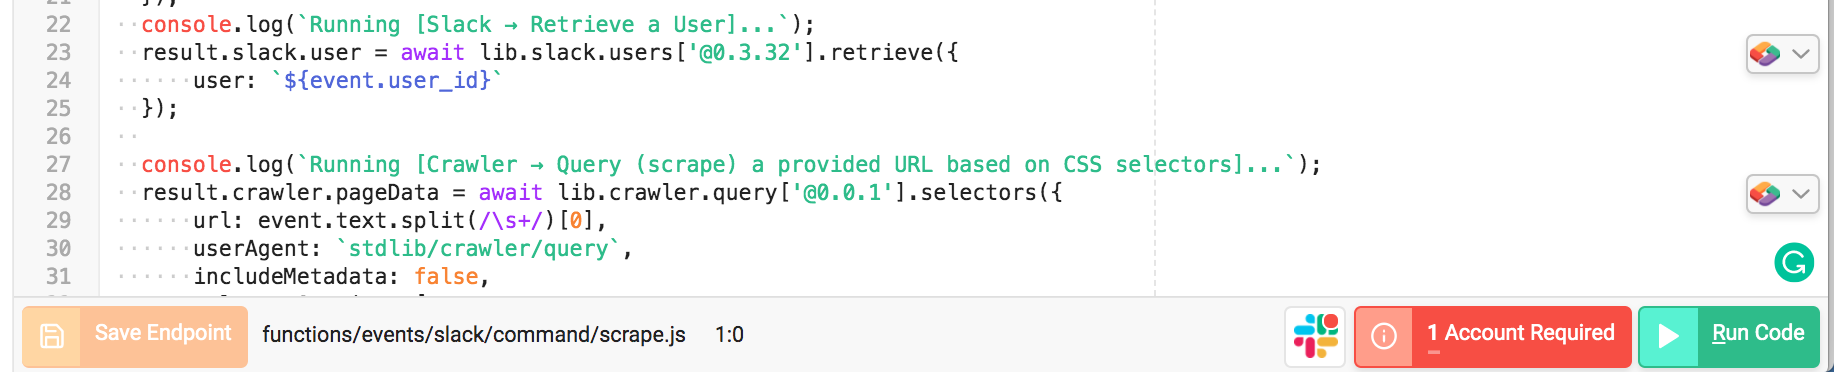 22 console.log(`Running [Slack → Retrieve a User]...`);
23 result.slack.user = await lib.slack.users['@0.3.32'].retrieve({
24 user: `${event.user_id}`
25 });
26
27 console.log(`Running [Crawler → Query (scrape) a provided URL based on CSS selectors]...`);
28 result.crawler.pageData = await lib.crawler.query['@0.0.1'].selectors({
29 url: event.text.split(/\s+/)[0],
30 userAgent: `stdlib/crawler/query`,
31 includeMetadata: false,
Save Endpoint functions/events/slack/command/scrape.js 1:0 1 Account Required Run Code